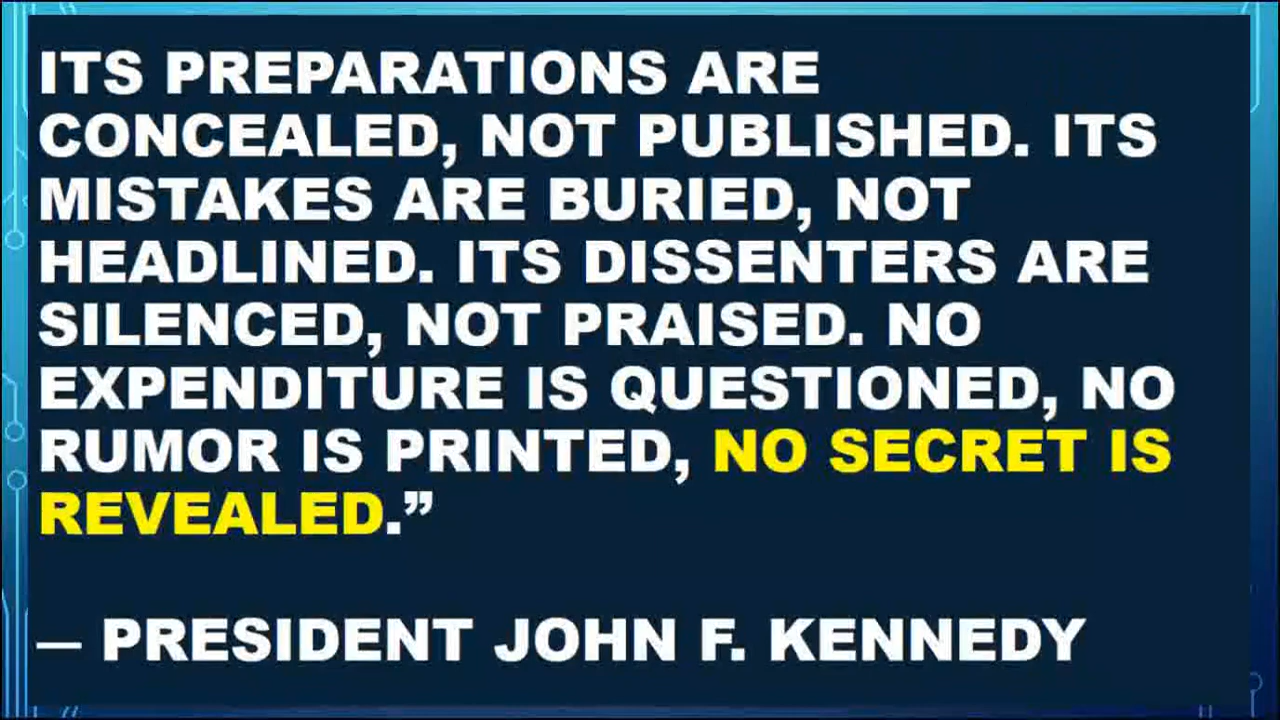 ITS PREPARATIONS ARE
CONCEALED, NOT PUBLISHED. ITS
MISTAKES ARE BURIED, NOT
HEADLINED. ITS DISSENTERS ARE
SILENCED, NOT PRAISED. NO
EXPENDITURE IS QUESTIONED, NO
RUMOR IS PRINTED, NO SECRET IS
REVEALED.”
— PRESIDENT JOHN F. KENNEDY